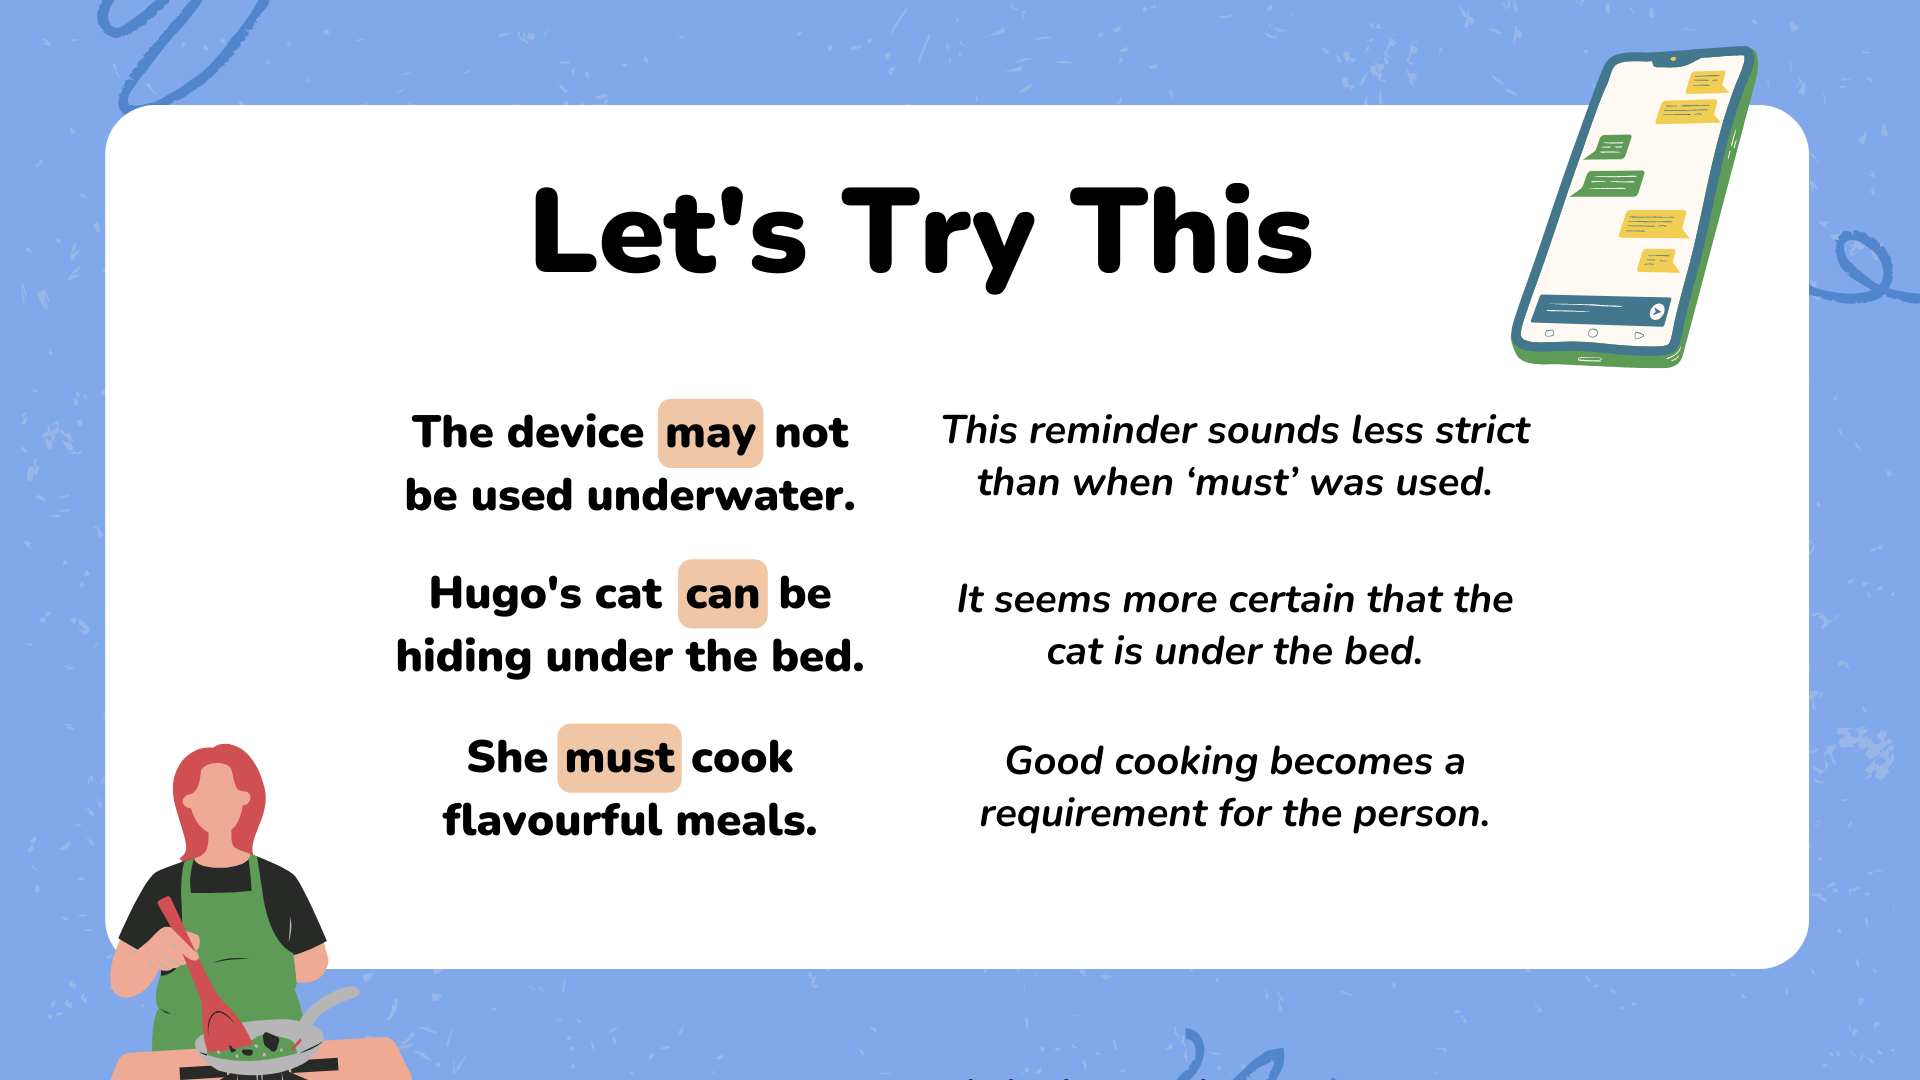 Let's Try This
The device may not
be used underwater.
This reminder sounds less strict
than when ‘must’ was used.
Hugo's cat can be
hiding under the bed.
It seems more certain that the
cat is under the bed.
She must cook
flavourful meals.
Good cooking becomes a
requirement for the person.